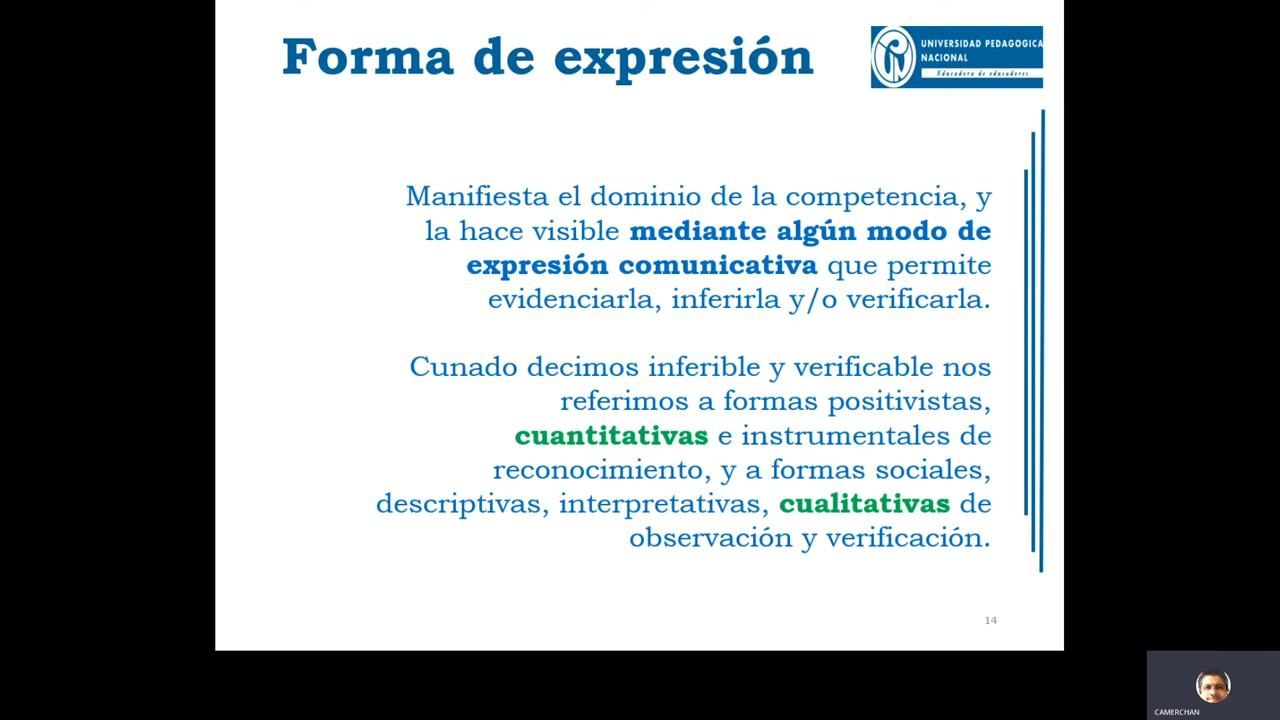 Forma de expresión
UNIVERSIDAD PEDAGOGICA
NACIONAL
Educadora de educadores
Manifiesta el dominio de la competencia, y
la hace visible mediante algún modo de
expresión comunicativa que permite
evidenciarla, inferirla y/o verificarla.
Cunado decimos inferible y verificable nos
referimos a formas positivistas,
cuantitativas e instrumentales de
reconocimiento, y a formas sociales,
descriptivas, interpretativas, cualitativas de
observación y verificación.
14
CAMERCHAN